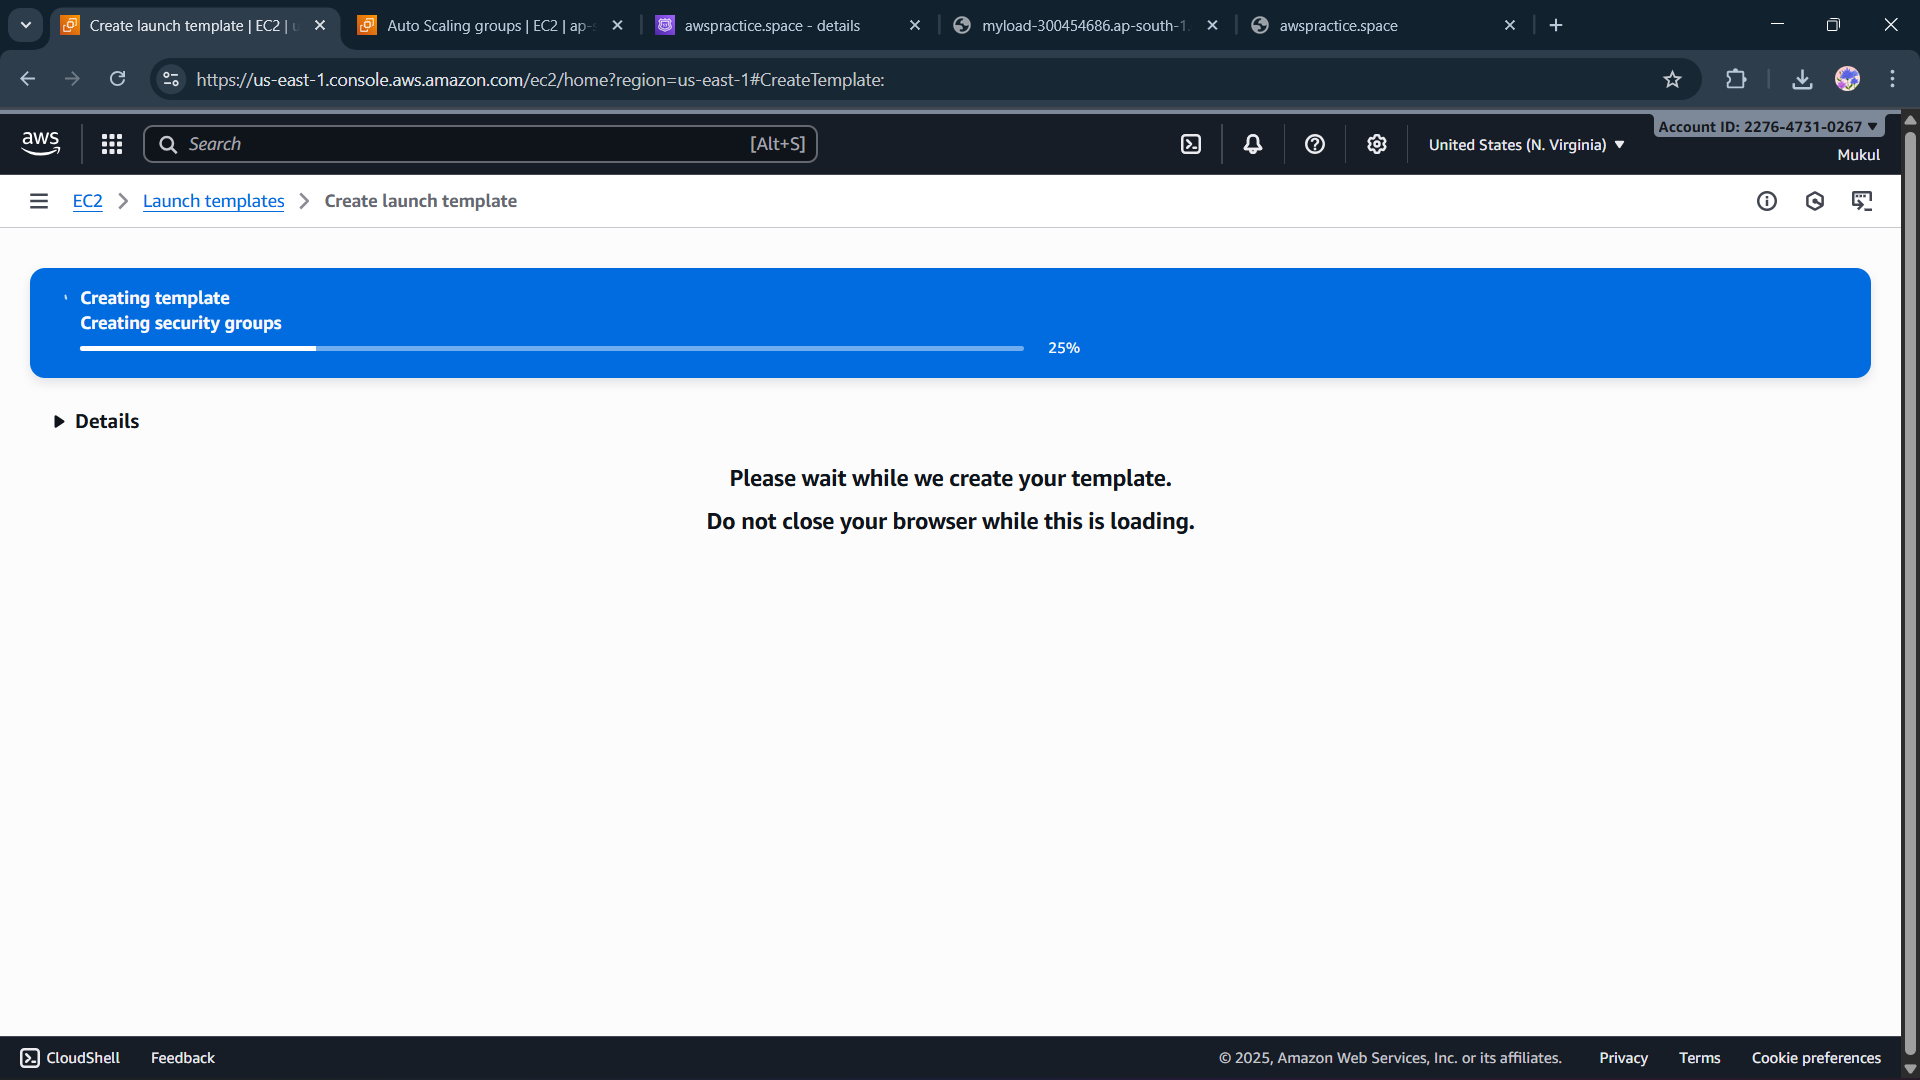 Create launch template | EC2 |
Auto Scaling groups | EC2 | ap-
awspractice.space - details
myload-300454686.ap-south-1.
awspractice.space
https://us-east-1.console.aws.amazon.com/ec2/home?region=us-east-1#CreateTemplate:
aws
Search
[Alt+S]
United States (N. Virginia)
Account ID: 2276-4731-0267
Mukul
EC2
Launch templates
Create launch template
Creating template
Creating security groups
25%
Details
Please wait while we create your template.
Do not close your browser while this is loading.
CloudShell
Feedback
© 2025, Amazon Web Services, Inc. or its affiliates.
Privacy
Terms
Cookie preferences